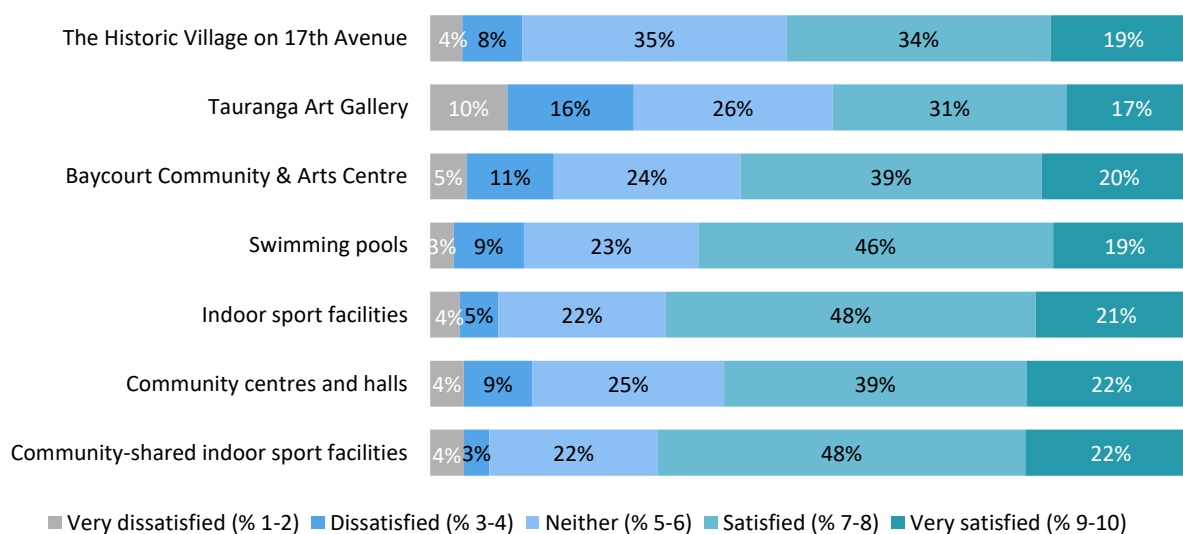 The Historic Village on 17th Avenue 4% 8% 35% 34% 19%
Tauranga Art Gallery 10% 16% 26% 31% 17%
Baycourt Community & Arts Centre 5% 11% 24% 39% 20%
Swimming pools 3% 9% 23% 46% 19%
Indoor sport facilities 4% 5% 22% 48% 21%
Community centres and halls 4% 9% 25% 39% 22%
Community-shared indoor sport facilities 4% 3% 22% 48% 22%
Very dissatisfied (% 1-2) Dissatisfied (% 3-4) Neither (% 5-6) Satisfied (% 7-8) Very satisfied (% 9-10)